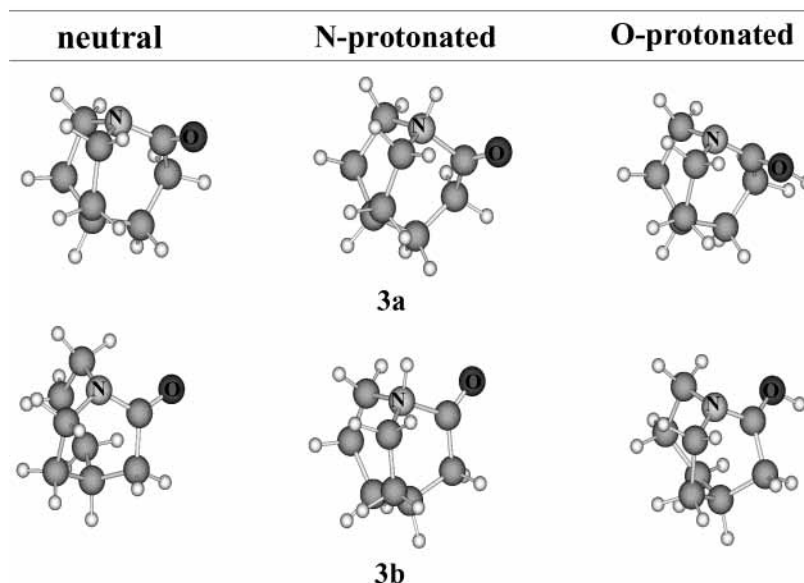 neutral N-protonated O-protonated
N O N O N O
3a
N O N O N O
3b